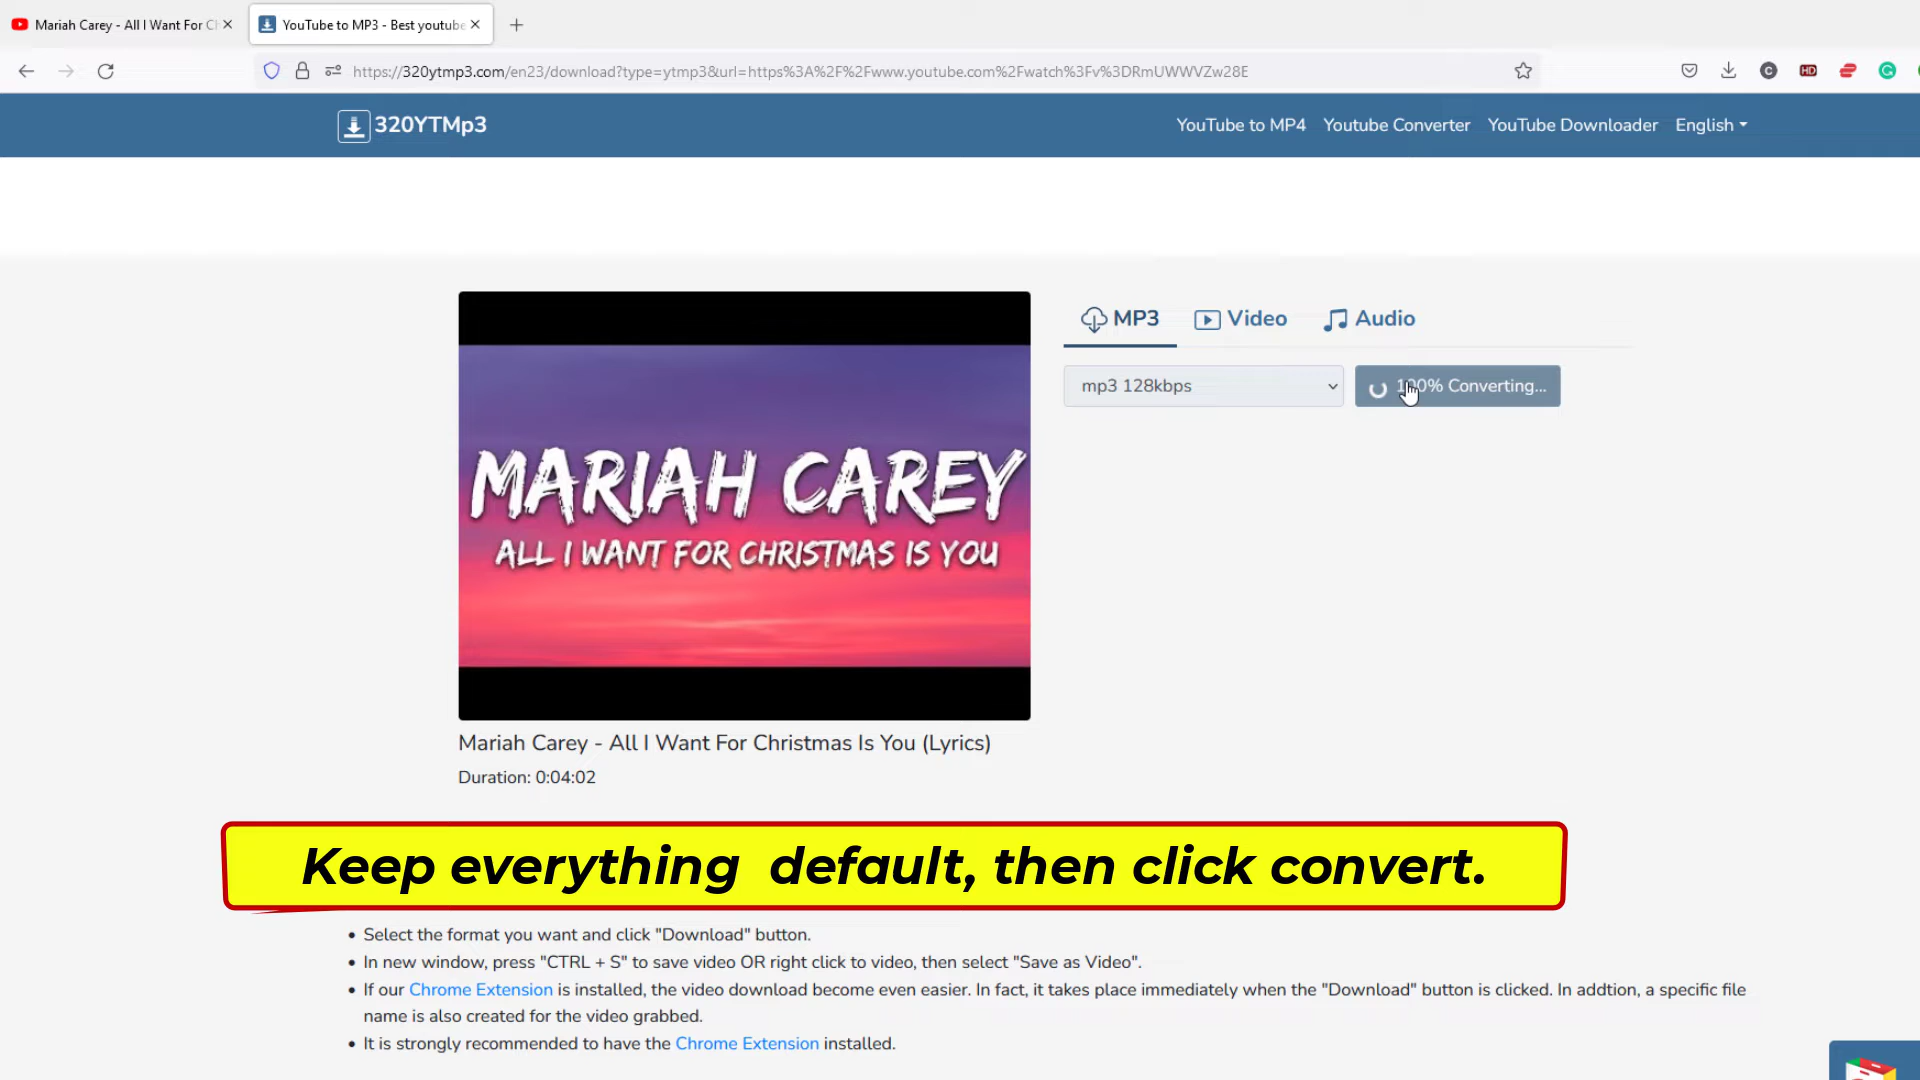 Mariah Carey - All I Want For C
YouTube to MP3 - Best youtube
https://320ytmp3.com/en23/download?type=ytmp3&url=https%3A%2F%2Fwww.youtube.com%2Fwatch%3Fv%3DRmUWWVZw28E
C
HD
G
320YTMp3
YouTube to MP4
Youtube Converter
YouTube Downloader
English
MP3
Video
Audio
mp3 128kbps
100% Converting...
MARIAH CAREY
ALL I WANT FOR CHRISTMAS IS YOU
Mariah Carey - All I Want For Christmas Is You (Lyrics)
Duration: 0:04:02
Keep everything default, then click convert.
Select the format you want and click "Download" button.
In new window, press "CTRL + S" to save video OR right click to video, then select "Save as Video".
If our Chrome Extension is installed, the video download become even easier. In fact, it takes place immediately when the "Download" button is clicked. In addtion, a specific file
name is also created for the video grabbed.
It is strongly recommended to have the Chrome Extension installed.